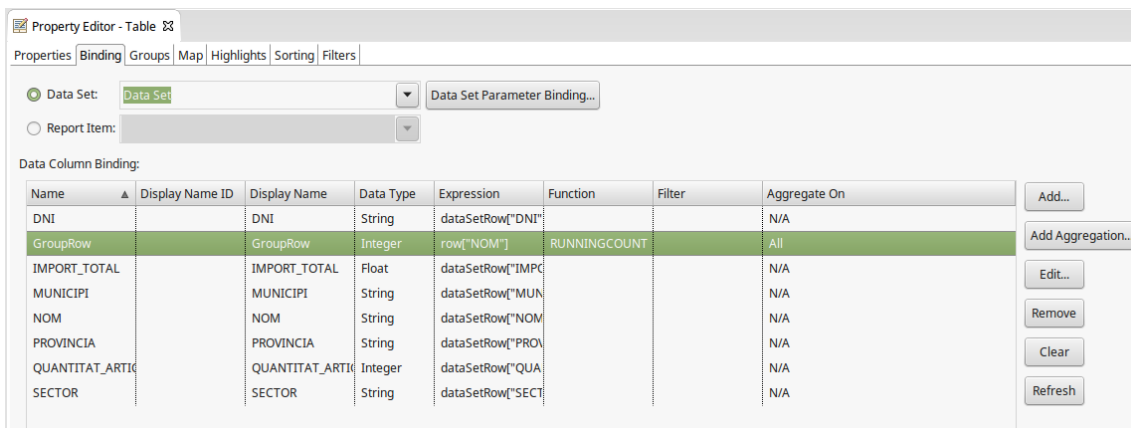 Property Editor - Table
Properties Binding Groups Map Highlights Sorting Filters
Data Set: Data Set Data Set Parameter Binding...
Report Item:
Data Column Binding:
Name Display Name ID Display Name Data Type Expression Function Filter Aggregate On Add...
DNI DNI String dataSetRow["DNI" N/A
GroupRow GroupRow Integer row["NOM"] RUNNINGCOUNT All Add Aggregation..
IMPORT_TOTAL IMPORT_TOTAL Float dataSetRow["IMPO N/A Edit...
MUNICIPI MUNICIPI String dataSetRow["MUN N/A
NOM NOM String dataSetRow["NOM N/A Remove
PROVINCIA PROVINCIA String dataSetRow["PROV N/A
QUANTITAT_ARTIC QUANTITAT_ARTIC Integer dataSetRow["QUA N/A Clear
SECTOR SECTOR String dataSetRow["SECT N/A Refresh